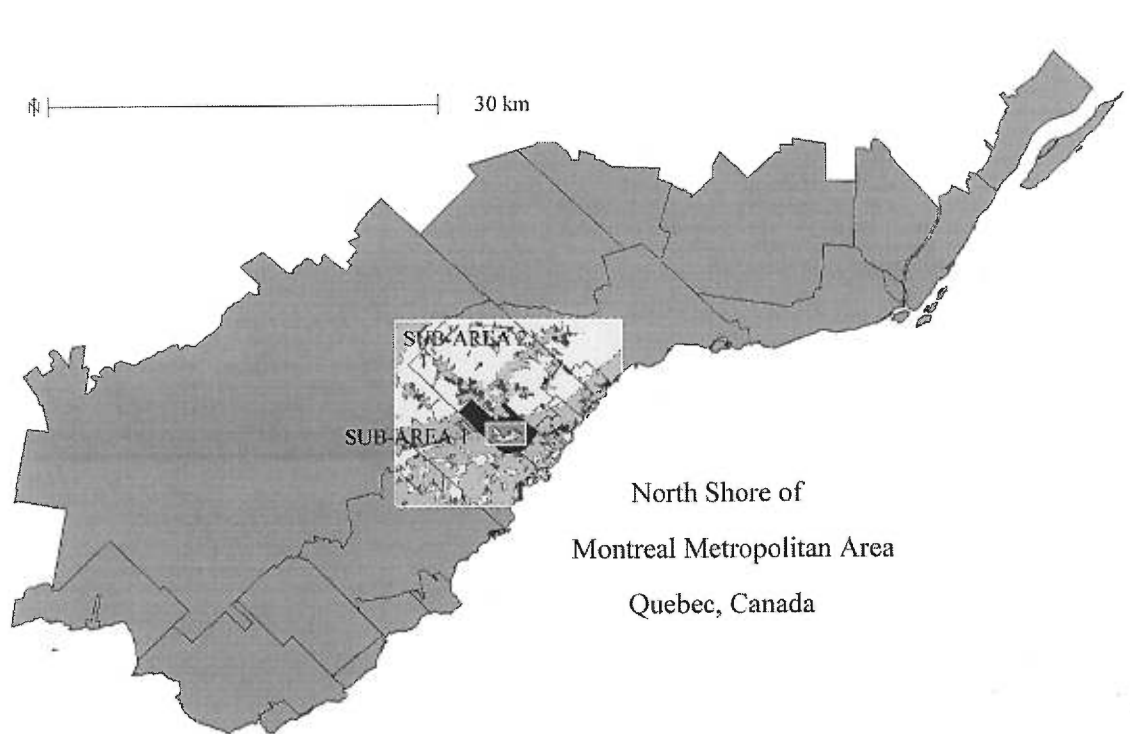 N
30 km
SUB-AREA 2
SUB-AREA 1
North Shore of
Montreal Metropolitan Area
Quebec, Canada